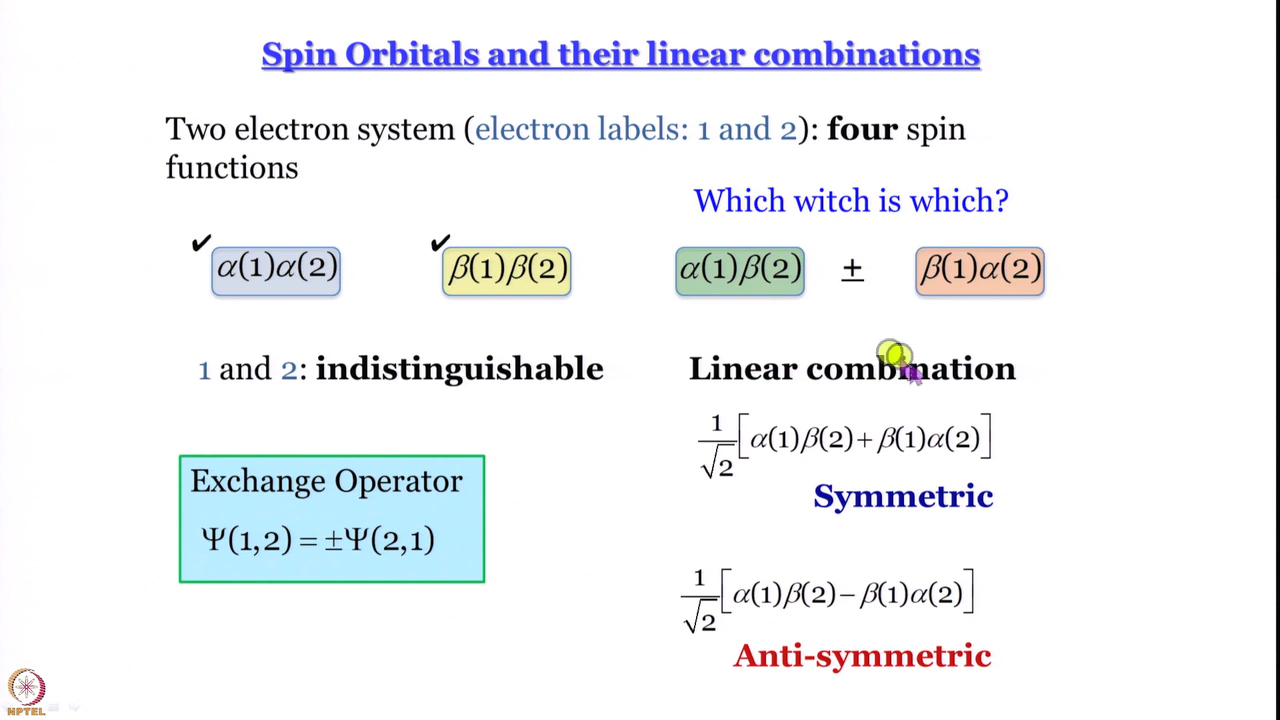 Spin Orbitals and their linear combinations
Two electron system (electron labels: 1 and 2): four spin
functions
Which witch is which?
✔ α(1)α(2) ✔ β(1)β(2) α(1)β(2) ± β(1)α(2)
1 and 2: indistinguishable
Linear combination
1/√2 [α(1)β(2)+β(1)α(2)]
Symmetric
Exchange Operator
Ψ(1,2) = ±Ψ(2,1)
1/√2 [α(1)β(2)−β(1)α(2)]
Anti-symmetric
NPTEL